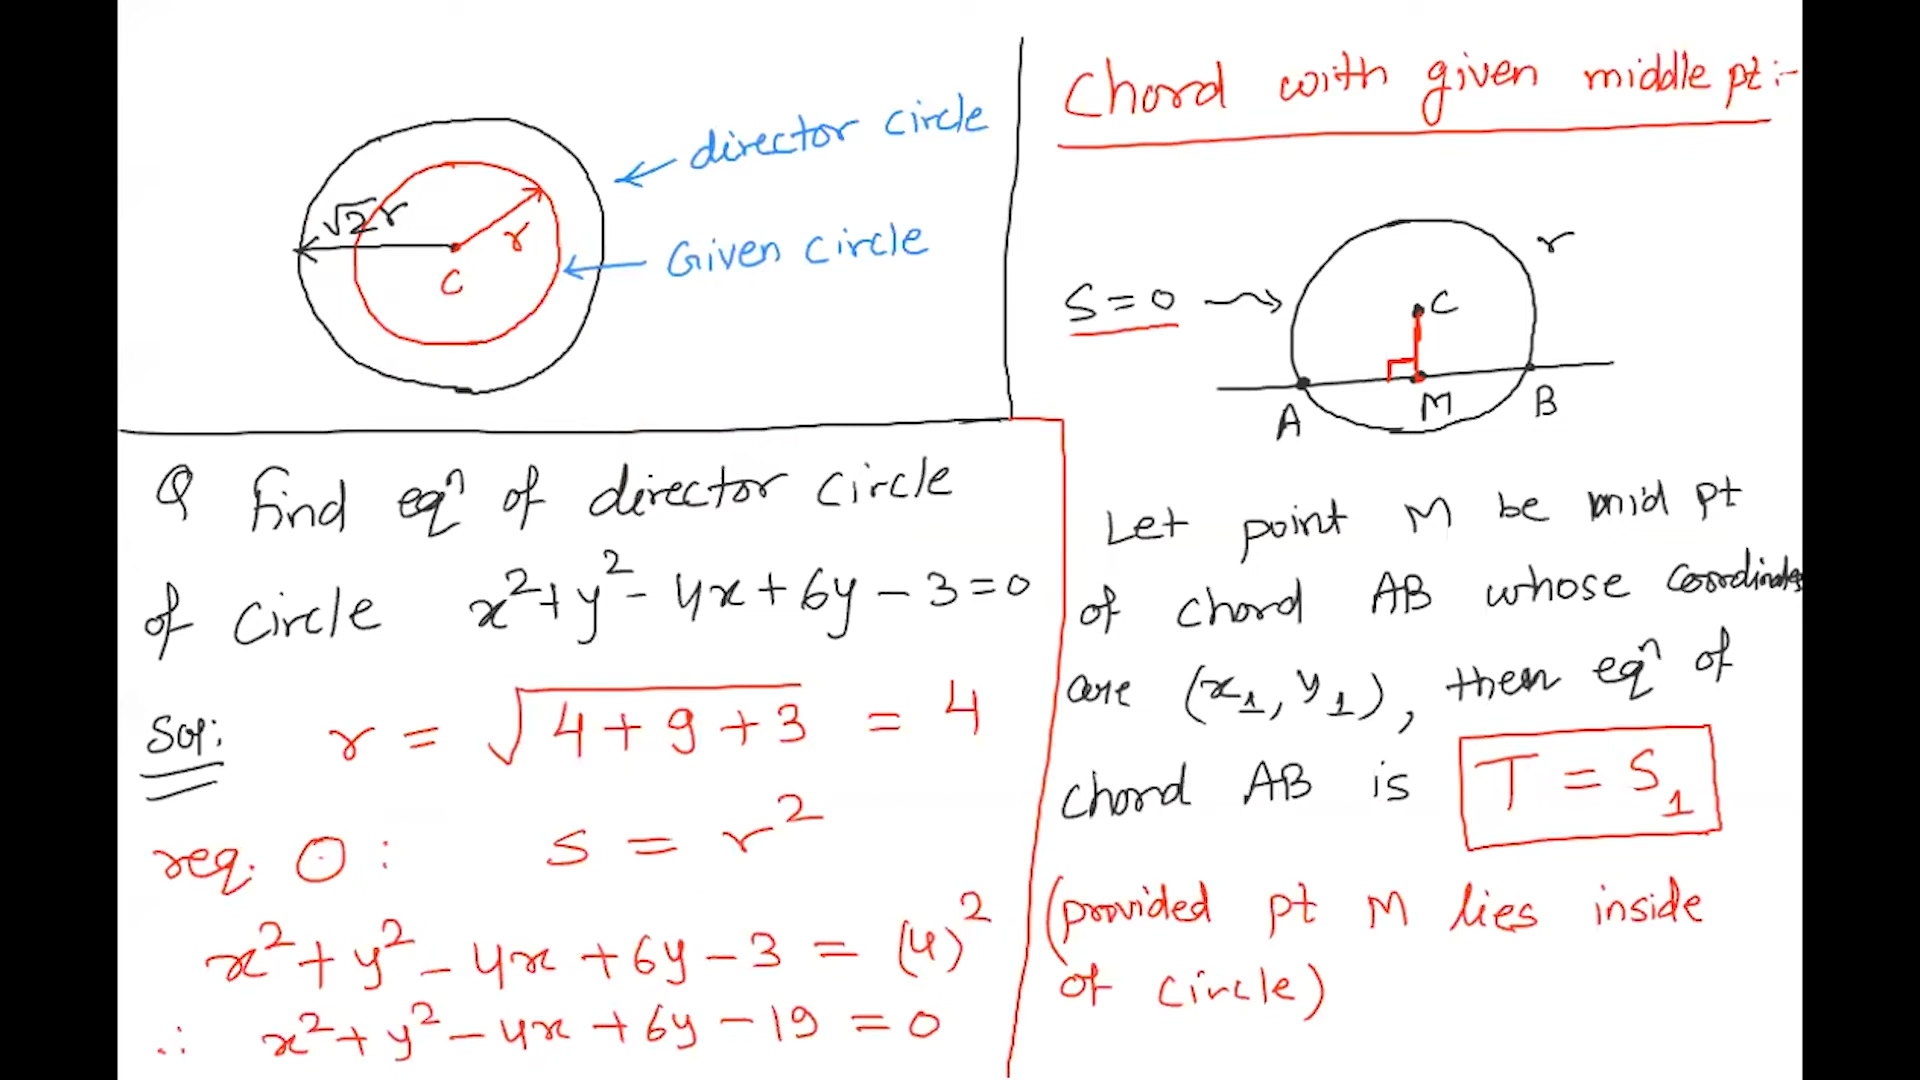 director circle
√2r
r
C
Given circle
Q find eqⁿ of director circle
of circle x²+y²-4x+6y-3=0
Solⁿ: r = √4+9+3 = 4
req. ⊙ : S = r²
x²+y²-4x+6y-3 = (4)²
∴ x²+y²-4x+6y-19=0
Chord with given middle pt:-
r
S=0
C
A M B
Let point M be mid pt
of chord AB whose coordinates
are (x₁, y₁), then eqⁿ of
chord AB is T = S₁
(provided pt M lies inside
of circle)